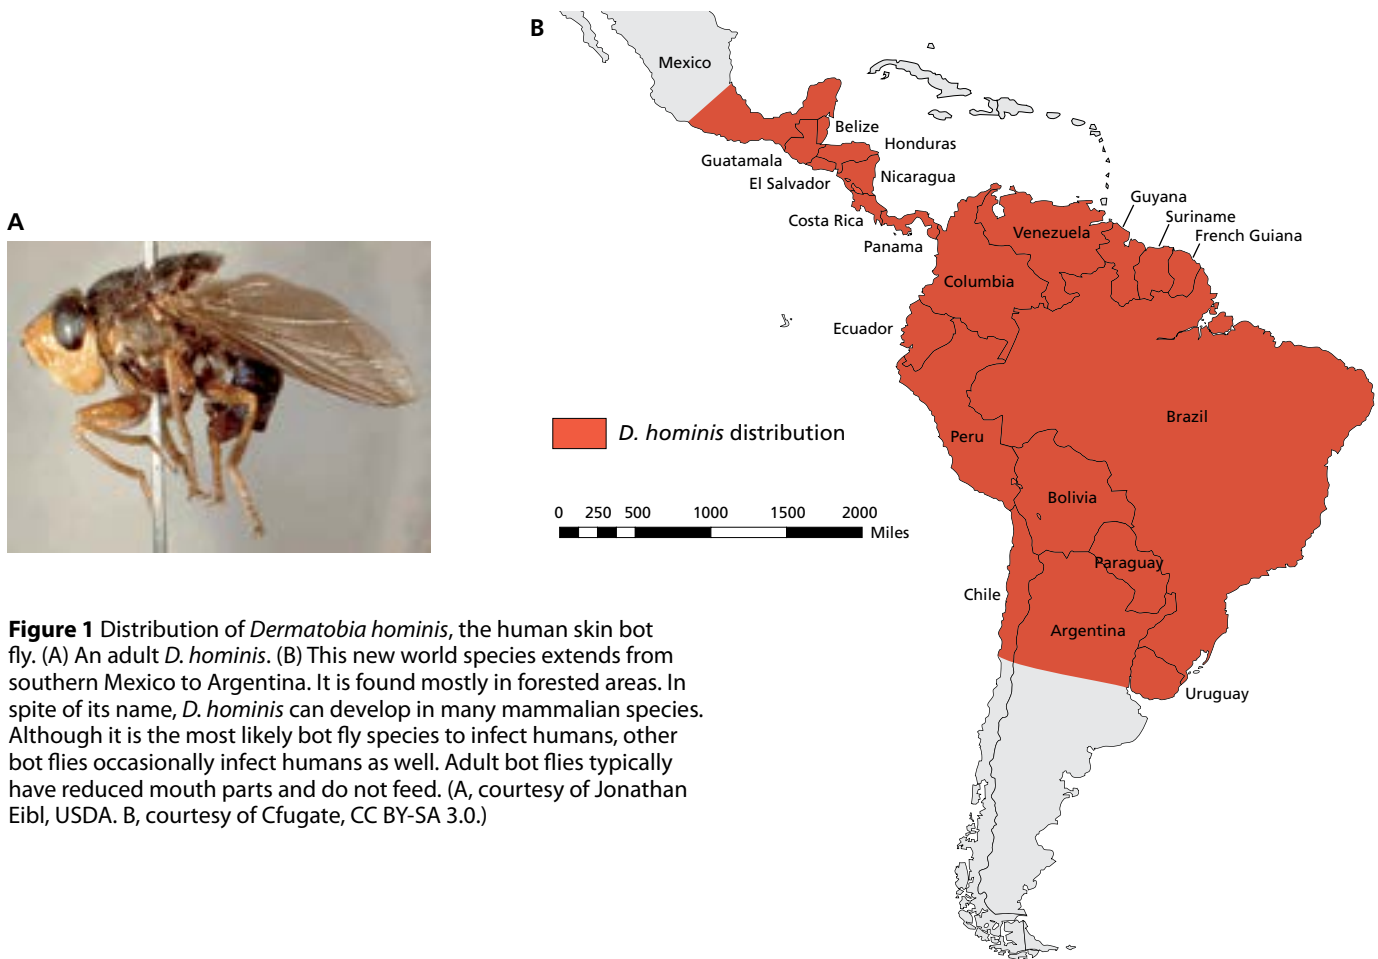 A
B
Mexico
Belize
Honduras
Guatamala
El Salvador
Nicaragua
Costa Rica
Panama
Guyana
Suriname
French Guiana
Venezuela
Columbia
Ecuador
Brazil
Peru
D. hominis distribution
Bolivia
0 250 500 1000 1500 2000
Miles
Paraguay
Chile
Argentina
Uruguay
Figure 1 Distribution of Dermatobia hominis, the human skin bot
fly. (A) An adult D. hominis. (B) This new world species extends from
southern Mexico to Argentina. It is found mostly in forested areas. In
spite of its name, D. hominis can develop in many mammalian species.
Although it is the most likely bot fly species to infect humans, other
bot flies occasionally infect humans as well. Adult bot flies typically
have reduced mouth parts and do not feed. (A, courtesy of Jonathan
Eibl, USDA. B, courtesy of Cfugate, CC BY-SA 3.0.)